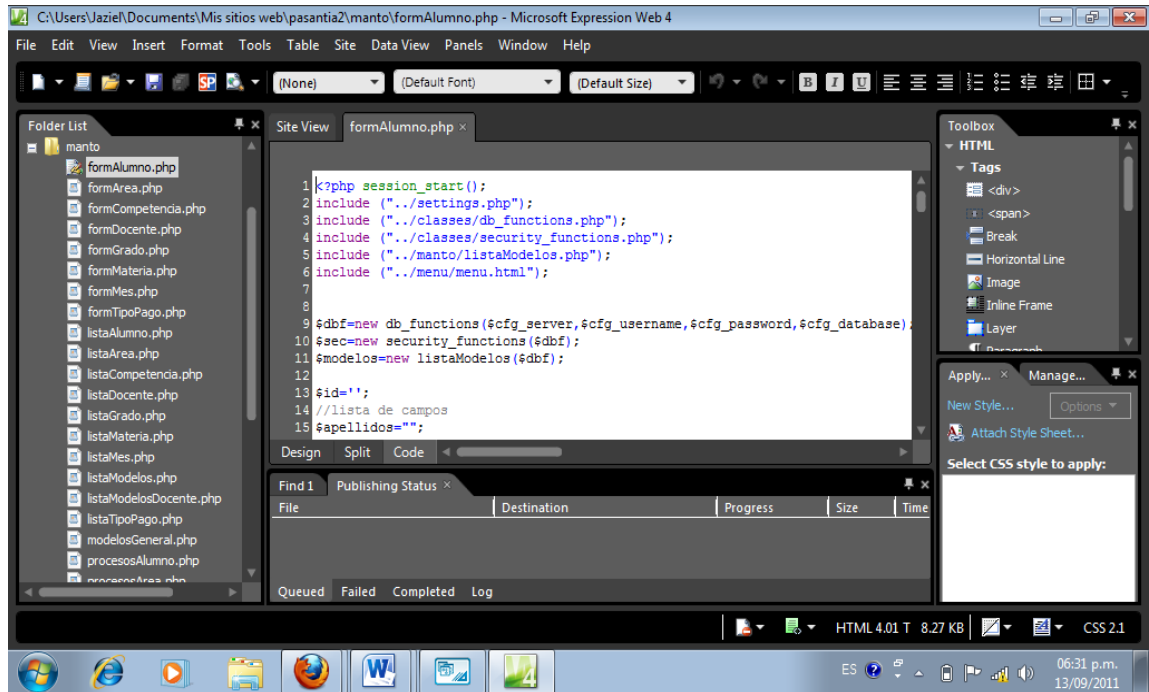 C:\Users\Jaziel\Documents\Mis sitios web\pasantia2\manto\formAlumno.php - Microsoft Expression Web 4
File Edit View Insert Format Tools Table Site Data View Panels Window Help
SP (None) (Default Font) (Default Size) B I U
Folder List
manto
formAlumno.php
formArea.php
formCompetencia.php
formDocente.php
formGrado.php
formMateria.php
formMes.php
formTipoPago.php
listaAlumno.php
listaArea.php
listaCompetencia.php
listaDocente.php
listaGrado.php
listaMateria.php
listaMes.php
listaModelos.php
listaModelosDocente.php
listaTipoPago.php
modelosGeneral.php
procesosAlumno.php
procesosArea.php
Site View formAlumno.php
1 <?php session_start();
2 include ("../settings.php");
3 include ("../classes/db_functions.php");
4 include ("../classes/security_functions.php");
5 include ("../manto/listaModelos.php");
6 include ("../menu/menu.html");
7
8
9 $dbf=new db_functions($cfg_server,$cfg_username,$cfg_password,$cfg_database);
10 $sec=new security_functions($dbf);
11 $modelos=new listaModelos($dbf);
12
13 $id='';
14 //lista de campos
15 $apellidos="";
Design Split Code
Find 1 Publishing Status
File Destination Progress Size Time
Queued Failed Completed Log
Toolbox
HTML
Tags
<div>
<span>
Break
Horizontal Line
Image
Inline Frame
Layer
Paragraph
Apply... Manage...
New Style... Options
Attach Style Sheet...
Select CSS style to apply:
HTML 4.01 T 8.27 KB CSS 2.1
ES 06:31 p.m.
13/09/2011